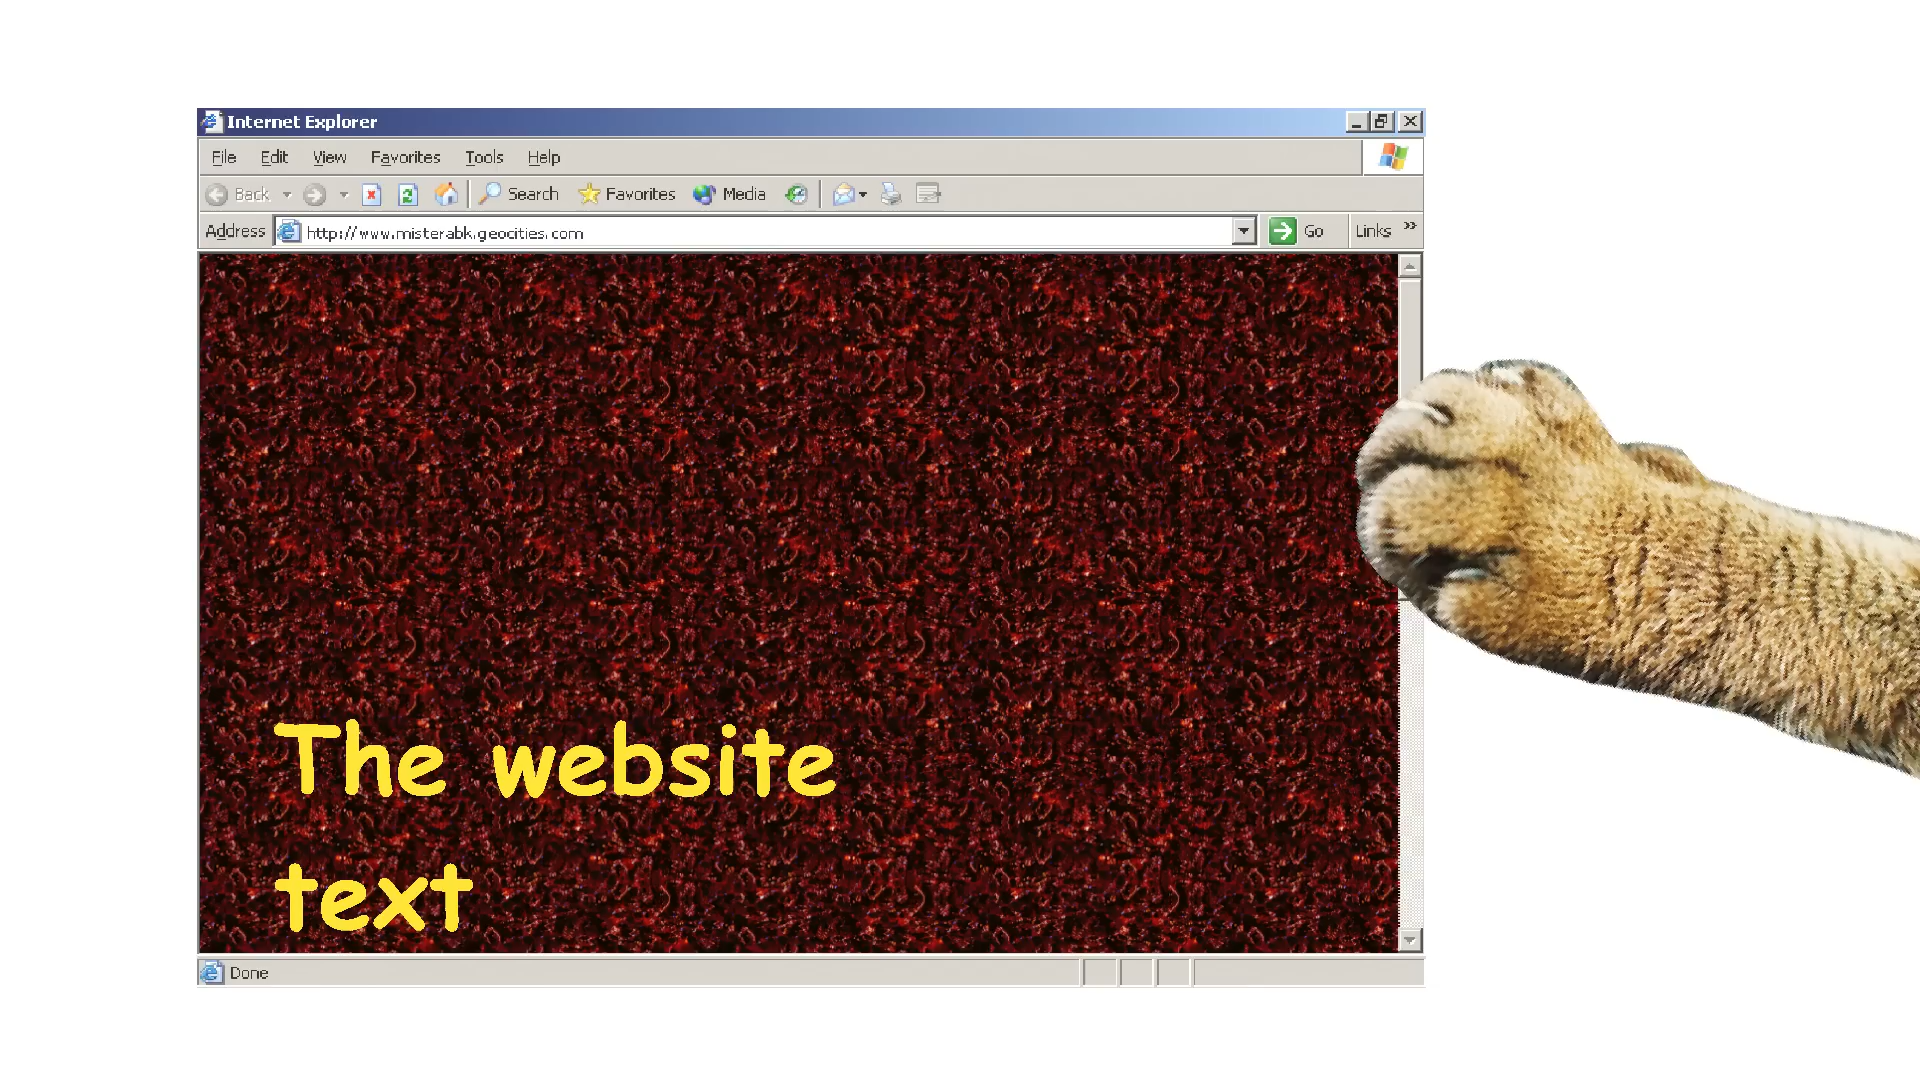 Internet Explorer
File Edit View Favorites Tools Help
Back Search Favorites Media
Address http://www.misterabk.geocities.com Go Links »
The website
text
Done